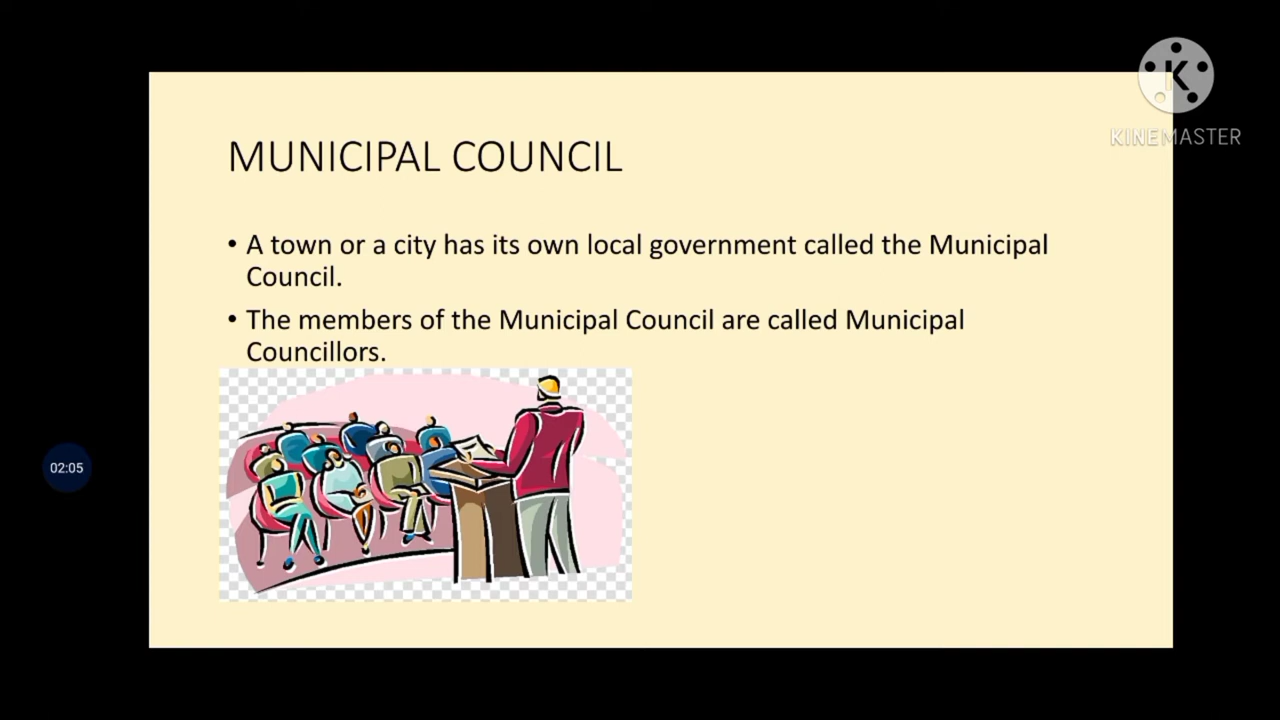 KINEMASTER
MUNICIPAL COUNCIL
• A town or a city has its own local government called the Municipal
Council.
• The members of the Municipal Council are called Municipal
Councillors.
02:05